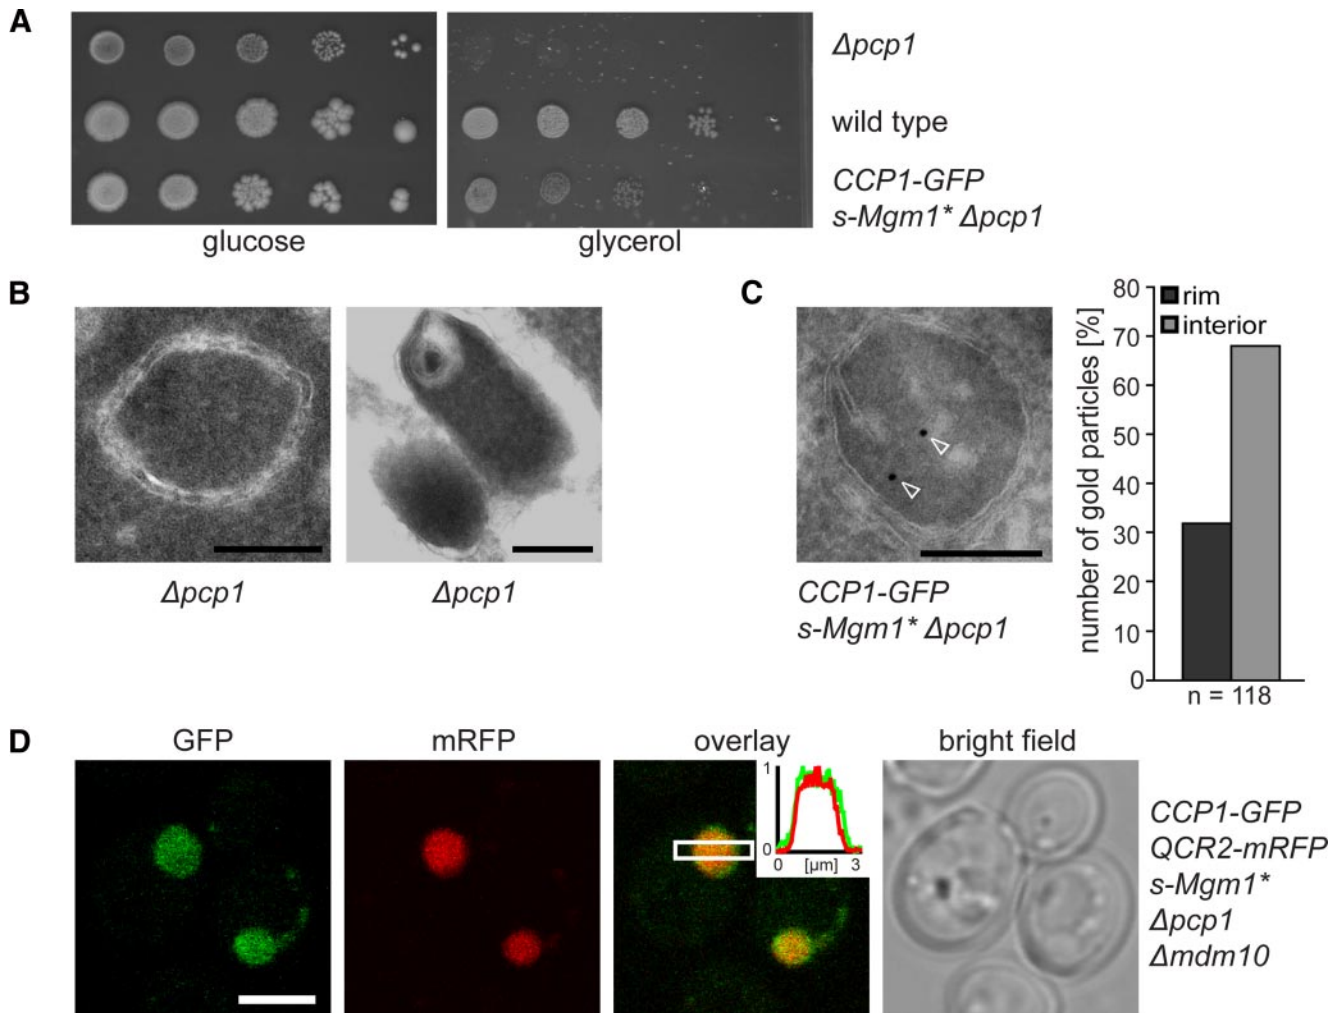 A
Δpcp1
wild type
CCP1-GFP
s-Mgm1* Δpcp1
glucose
glycerol
B
Δpcp1
Δpcp1
C
CCP1-GFP
s-Mgm1* Δpcp1
number of gold particles [%]
80
70
60
50
40
30
20
10
0
rim
interior
n = 118
D
GFP
mRFP
overlay
bright field
1
0
0
[µm]
3
CCP1-GFP
QCR2-mRFP
s-Mgm1*
Δpcp1
Δmdm10